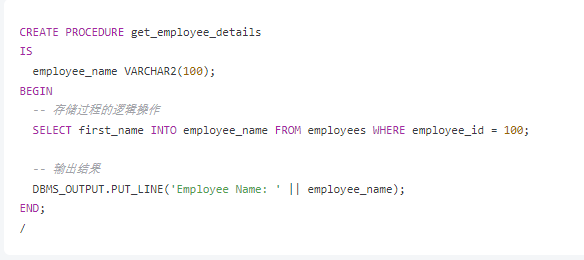 CREATE PROCEDURE get_employee_details
IS
  employee_name VARCHAR2(100);
BEGIN
  -- 存储过程的逻辑操作
  SELECT first_name INTO employee_name FROM employees WHERE employee_id = 100;

  -- 输出结果
  DBMS_OUTPUT.PUT_LINE('Employee Name: ' || employee_name);
END;
/